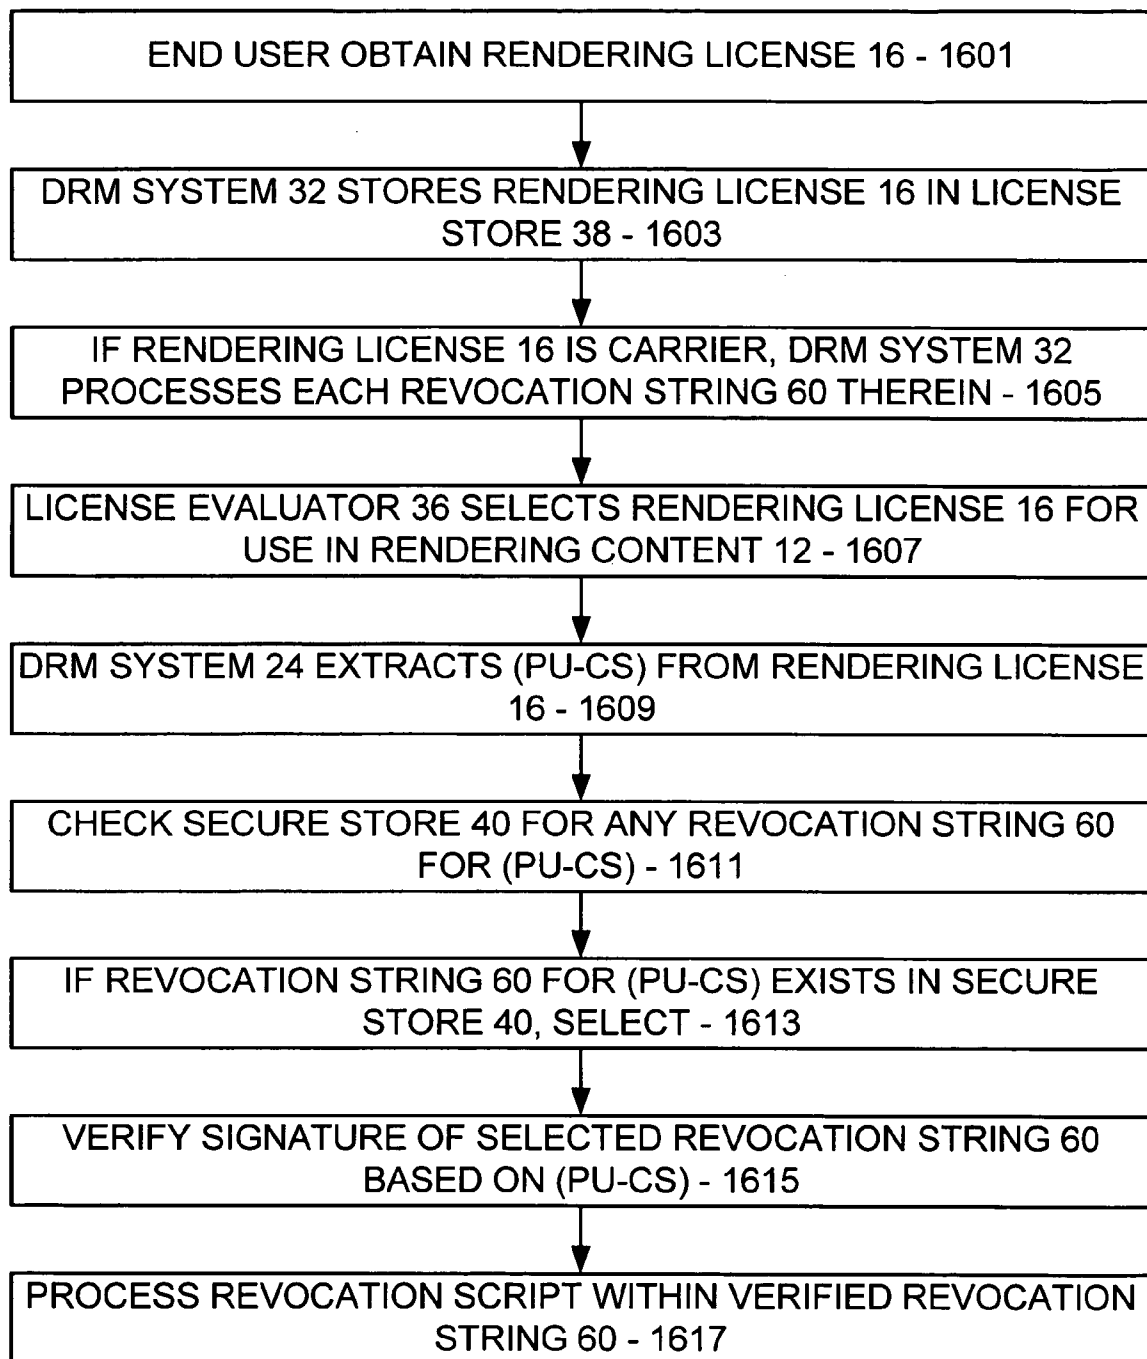 END USER OBTAIN RENDERING LICENSE 16 - 1601
DRM SYSTEM 32 STORES RENDERING LICENSE 16 IN LICENSE
STORE 38 - 1603
IF RENDERING LICENSE 16 IS CARRIER, DRM SYSTEM 32
PROCESSES EACH REVOCATION STRING 60 THEREIN - 1605
LICENSE EVALUATOR 36 SELECTS RENDERING LICENSE 16 FOR
USE IN RENDERING CONTENT 12 - 1607
DRM SYSTEM 24 EXTRACTS (PU-CS) FROM RENDERING LICENSE
16 - 1609
CHECK SECURE STORE 40 FOR ANY REVOCATION STRING 60
FOR (PU-CS) - 1611
IF REVOCATION STRING 60 FOR (PU-CS) EXISTS IN SECURE
STORE 40, SELECT - 1613
VERIFY SIGNATURE OF SELECTED REVOCATION STRING 60
BASED ON (PU-CS) - 1615
PROCESS REVOCATION SCRIPT WITHIN VERIFIED REVOCATION
STRING 60 - 1617